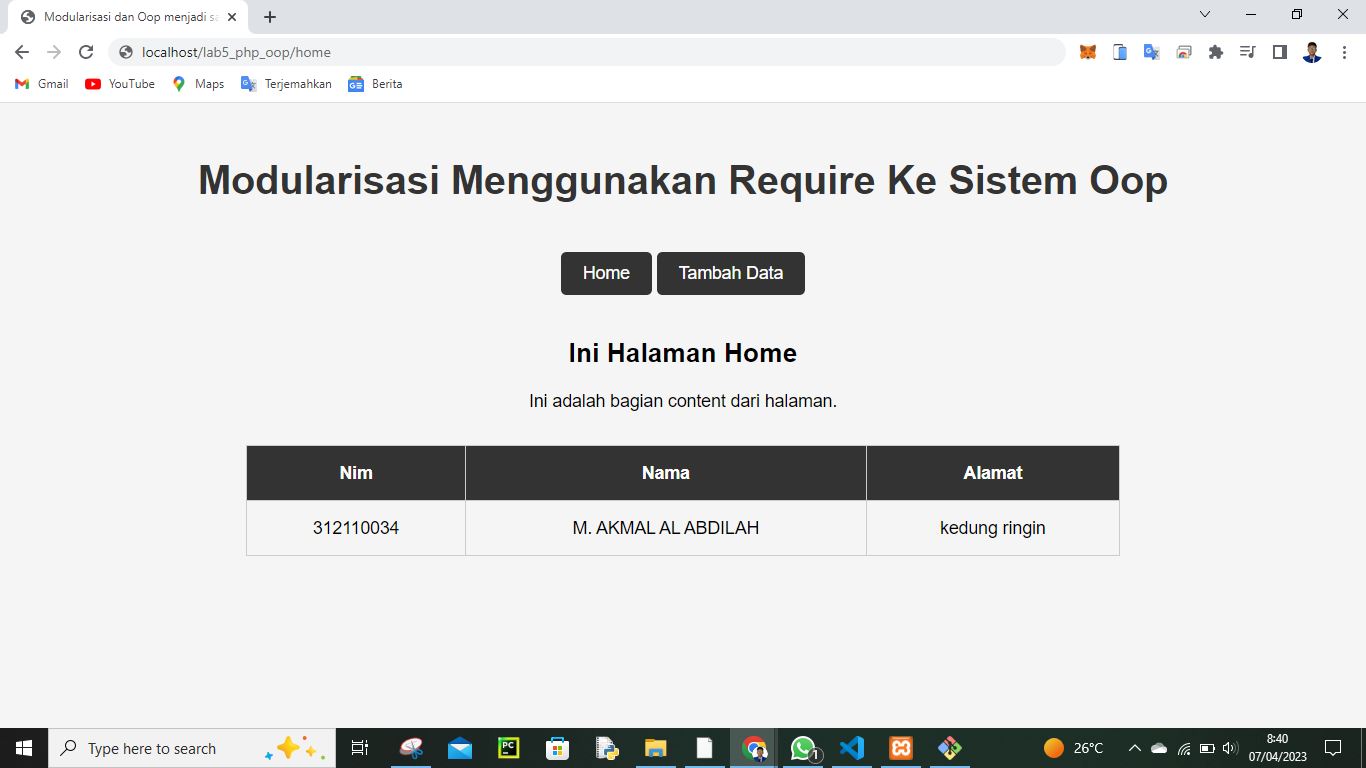 Modularisasi dan Oop menjadi sa
localhost/lab5_php_oop/home
Gmail YouTube Maps Terjemahkan Berita
Modularisasi Menggunakan Require Ke Sistem Oop
Home Tambah Data
Ini Halaman Home
Ini adalah bagian content dari halaman.
Nim Nama Alamat
312110034 M. AKMAL AL ABDILAH kedung ringin
Type here to search
PC
1
26°C
8:40
07/04/2023